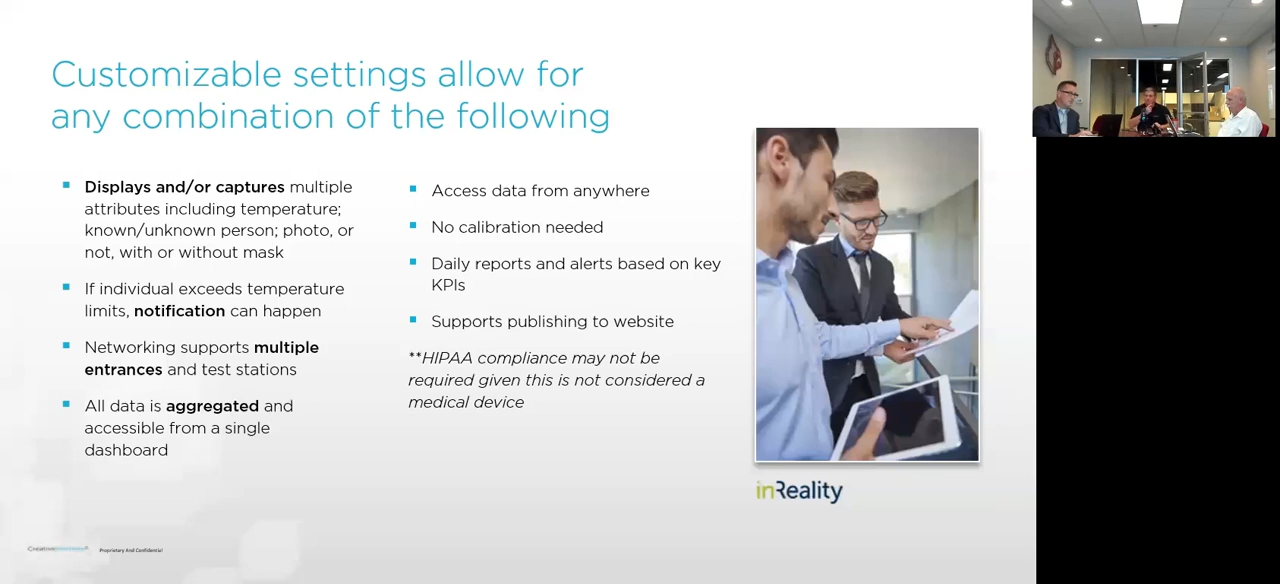 Customizable settings allow for
any combination of the following
Displays and/or captures multiple
attributes including temperature;
known/unknown person; photo, or
not, with or without mask
If individual exceeds temperature
limits, notification can happen
Networking supports multiple
entrances and test stations
All data is aggregated and
accessible from a single
dashboard
Access data from anywhere
No calibration needed
Daily reports and alerts based on key
KPIs
Supports publishing to website
**HIPAA compliance may not be
required given this is not considered a
medical device
inReality
Proprietary And Confidential